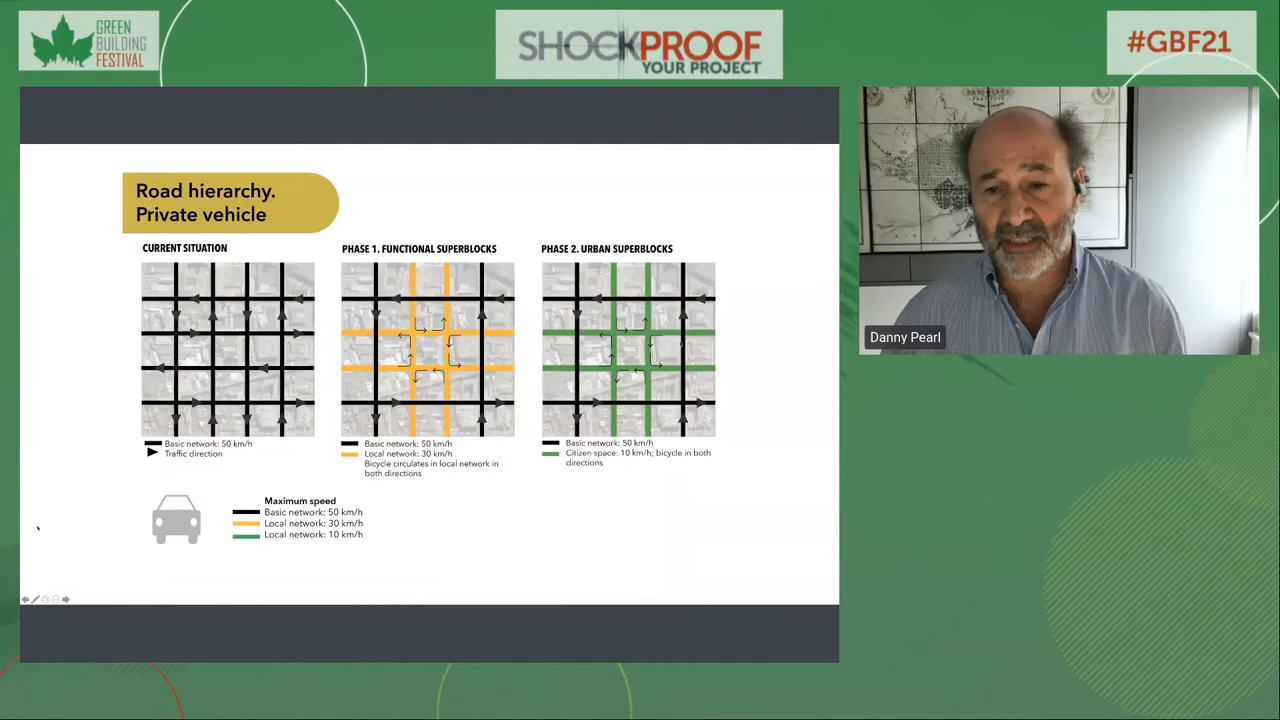 GREEN
BUILDING
FESTIVAL
SHOCKPROOF
YOUR PROJECT
#GBF21
Road hierarchy.
Private vehicle
CURRENT SITUATION
Basic network: 50 km/h
Traffic direction
PHASE 1. FUNCTIONAL SUPERBLOCKS
Basic network: 50 km/h
Local network: 30 km/h
Bicycle circulates in local network in
both directions
PHASE 2. URBAN SUPERBLOCKS
Basic network: 50 km/h
Citizen space: 10 km/h; bicycle in both
directions
Maximum speed
Basic network: 50 km/h
Local network: 30 km/h
Local network: 10 km/h
Danny Pearl